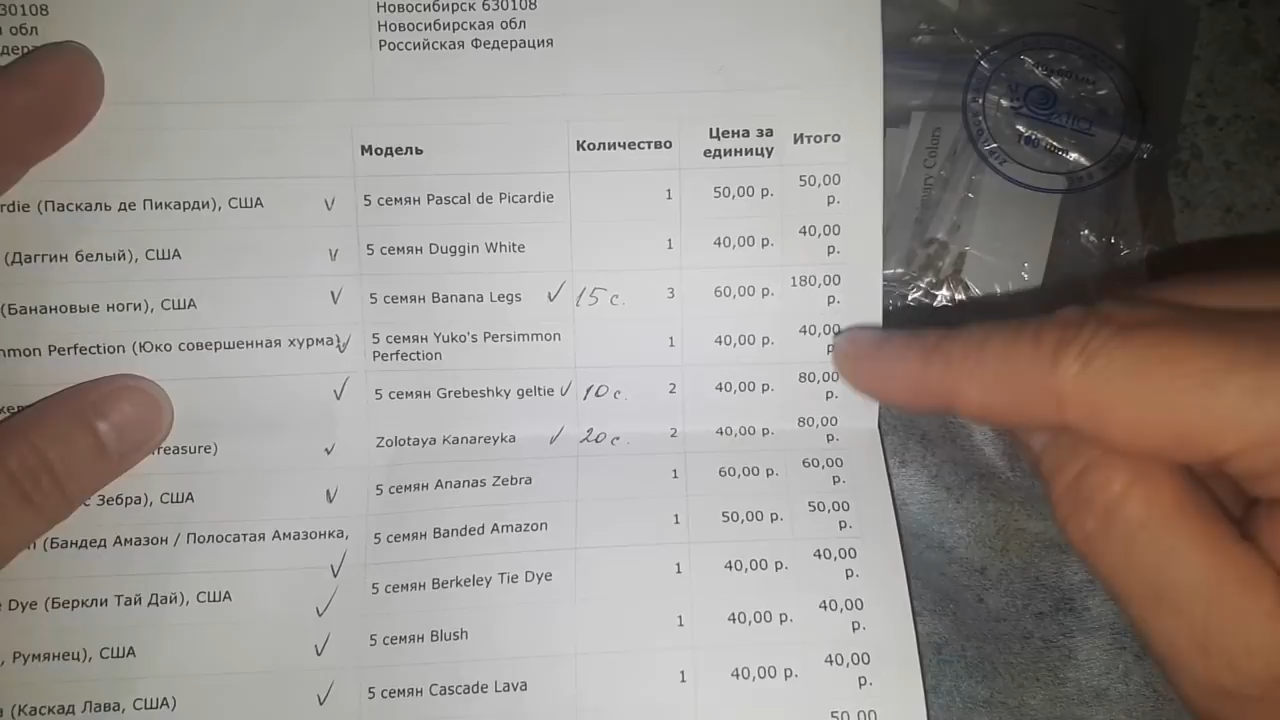 630108
обл
Новосибирск 630108
Новосибирская обл
Российская Федерация
Модель Количество Цена за единицу Итого
(Паскаль де Пикарди), США ✓ 5 семян Pascal de Picardie 1 50,00 р. 50,00 р.
(Даггин белый), США ✓ 5 семян Duggin White 1 40,00 р. 40,00 р.
(Банановые ноги), США ✓ 5 семян Banana Legs ✓ 15 с. 3 60,00 р. 180,00 р.
Perfection (Юко совершенная хурма) ✓ 5 семян Yuko's Persimmon Perfection 1 40,00 р. 40,00 р.
✓ 5 семян Grebeshky geltie ✓ 10 с. 2 40,00 р. 80,00 р.
✓ Zolotaya Kanareyka ✓ 20 с. 2 40,00 р. 80,00 р.
Зебра), США ✓ 5 семян Ananas Zebra 1 60,00 р. 60,00 р.
(Бандед Амазон / Полосатая Амазонка, ✓ 5 семян Banded Amazon 1 50,00 р. 50,00 р.
Dye (Беркли Тай Дай), США ✓ 5 семян Berkeley Tie Dye 1 40,00 р. 40,00 р.
, Румянец), США ✓ 5 семян Blush 1 40,00 р. 40,00 р.
(Каскад Лава, США) ✓ 5 семян Cascade Lava 1 40,00 р. 40,00 р.
50,00
Colors